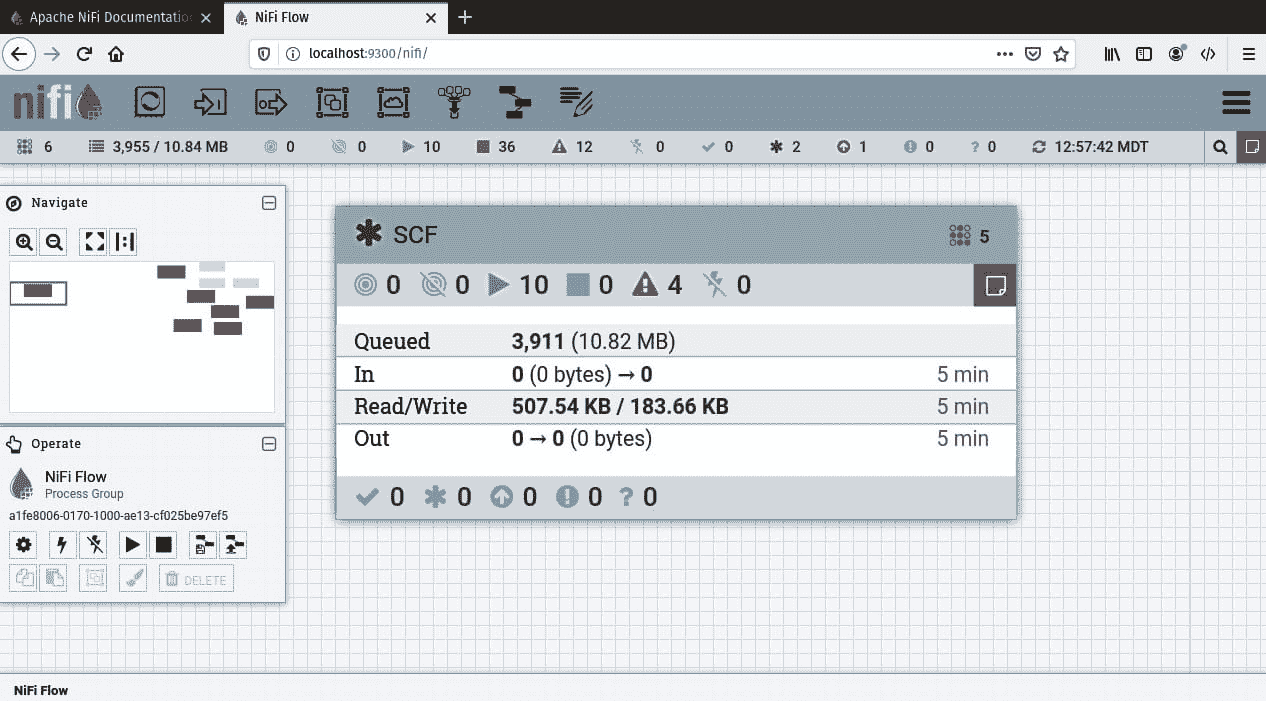 Apache NiFi Documentatio
NiFi Flow
localhost:9300/nifi/
nifi
6 3,955 / 10.84 MB 0 0 10 36 12 0 0 2 1 0 ? 0 12:57:42 MDT
Navigate
SCF 5
0 0 10 0 4 0
Queued 3,911 (10.82 MB)
In 0 (0 bytes) → 0 5 min
Read/Write 507.54 KB / 183.66 KB 5 min
Out 0 → 0 (0 bytes) 5 min
0 0 0 0 ? 0
Operate
NiFi Flow
Process Group
a1fe8006-0170-1000-ae13-cf025be97ef5
DELETE
NiFi Flow